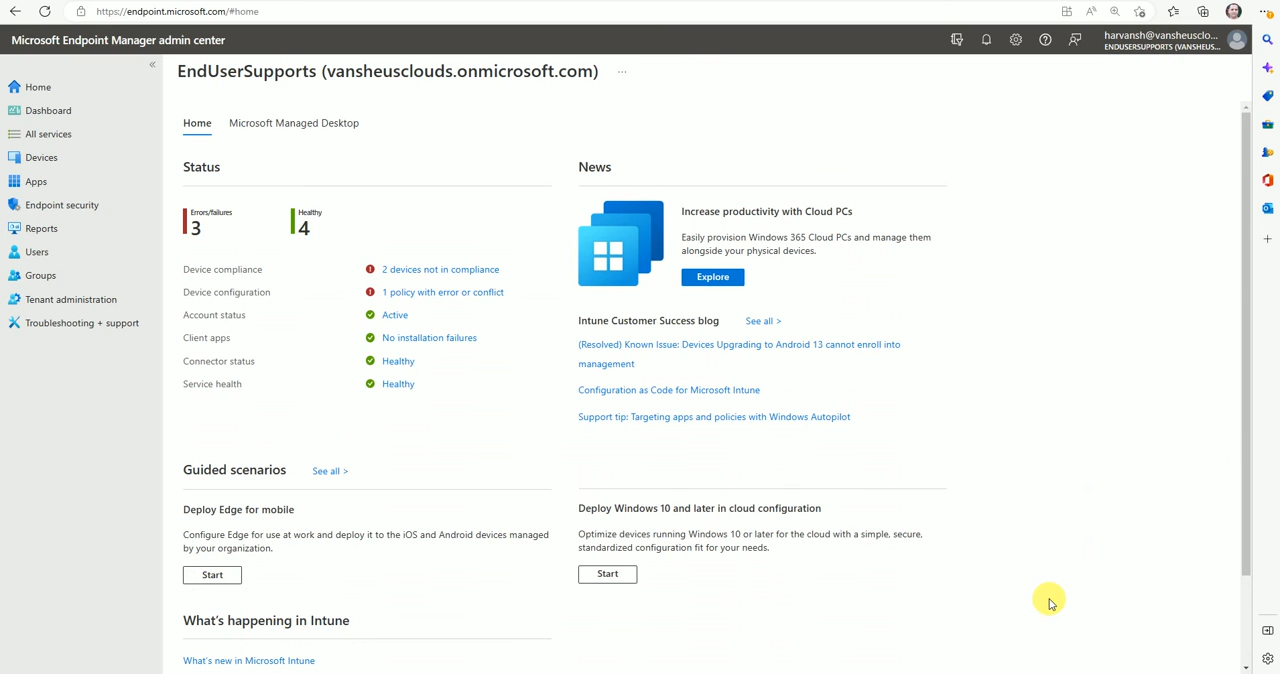 https://endpoint.microsoft.com/#home
Microsoft Endpoint Manager admin center
harvansh@vansheusclo...
ENDUSERSUPPORTS (VANSHEUS...
EndUserSupports (vansheusclouds.onmicrosoft.com)
...
Home
Dashboard
All services
Devices
Apps
Endpoint security
Reports
Users
Groups
Tenant administration
Troubleshooting + support
Home
Microsoft Managed Desktop
Status
Errors/failures
3
Healthy
4
Device compliance
2 devices not in compliance
Device configuration
1 policy with error or conflict
Account status
Active
Client apps
No installation failures
Connector status
Healthy
Service health
Healthy
News
Increase productivity with Cloud PCs
Easily provision Windows 365 Cloud PCs and manage them
alongside your physical devices.
Explore
Intune Customer Success blog
See all >
(Resolved) Known Issue: Devices Upgrading to Android 13 cannot enroll into
management
Configuration as Code for Microsoft Intune
Support tip: Targeting apps and policies with Windows Autopilot
Guided scenarios
See all >
Deploy Edge for mobile
Configure Edge for use at work and deploy it to the iOS and Android devices managed
by your organization.
Start
Deploy Windows 10 and later in cloud configuration
Optimize devices running Windows 10 or later for the cloud with a simple, secure,
standardized configuration fit for your needs.
Start
What's happening in Intune
What's new in Microsoft Intune